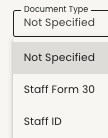 Document Type
Not Specified
Not Specified
Staff Form 30
Staff ID